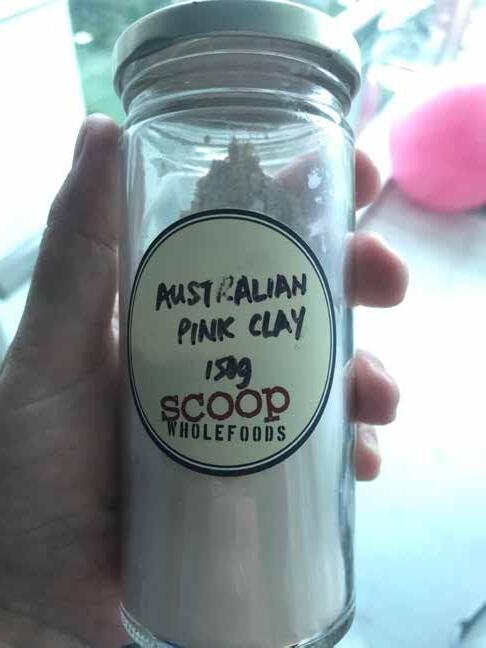 AUSTRALIAN
PINK CLAY
150g
SCOOP
WHOLEFOODS